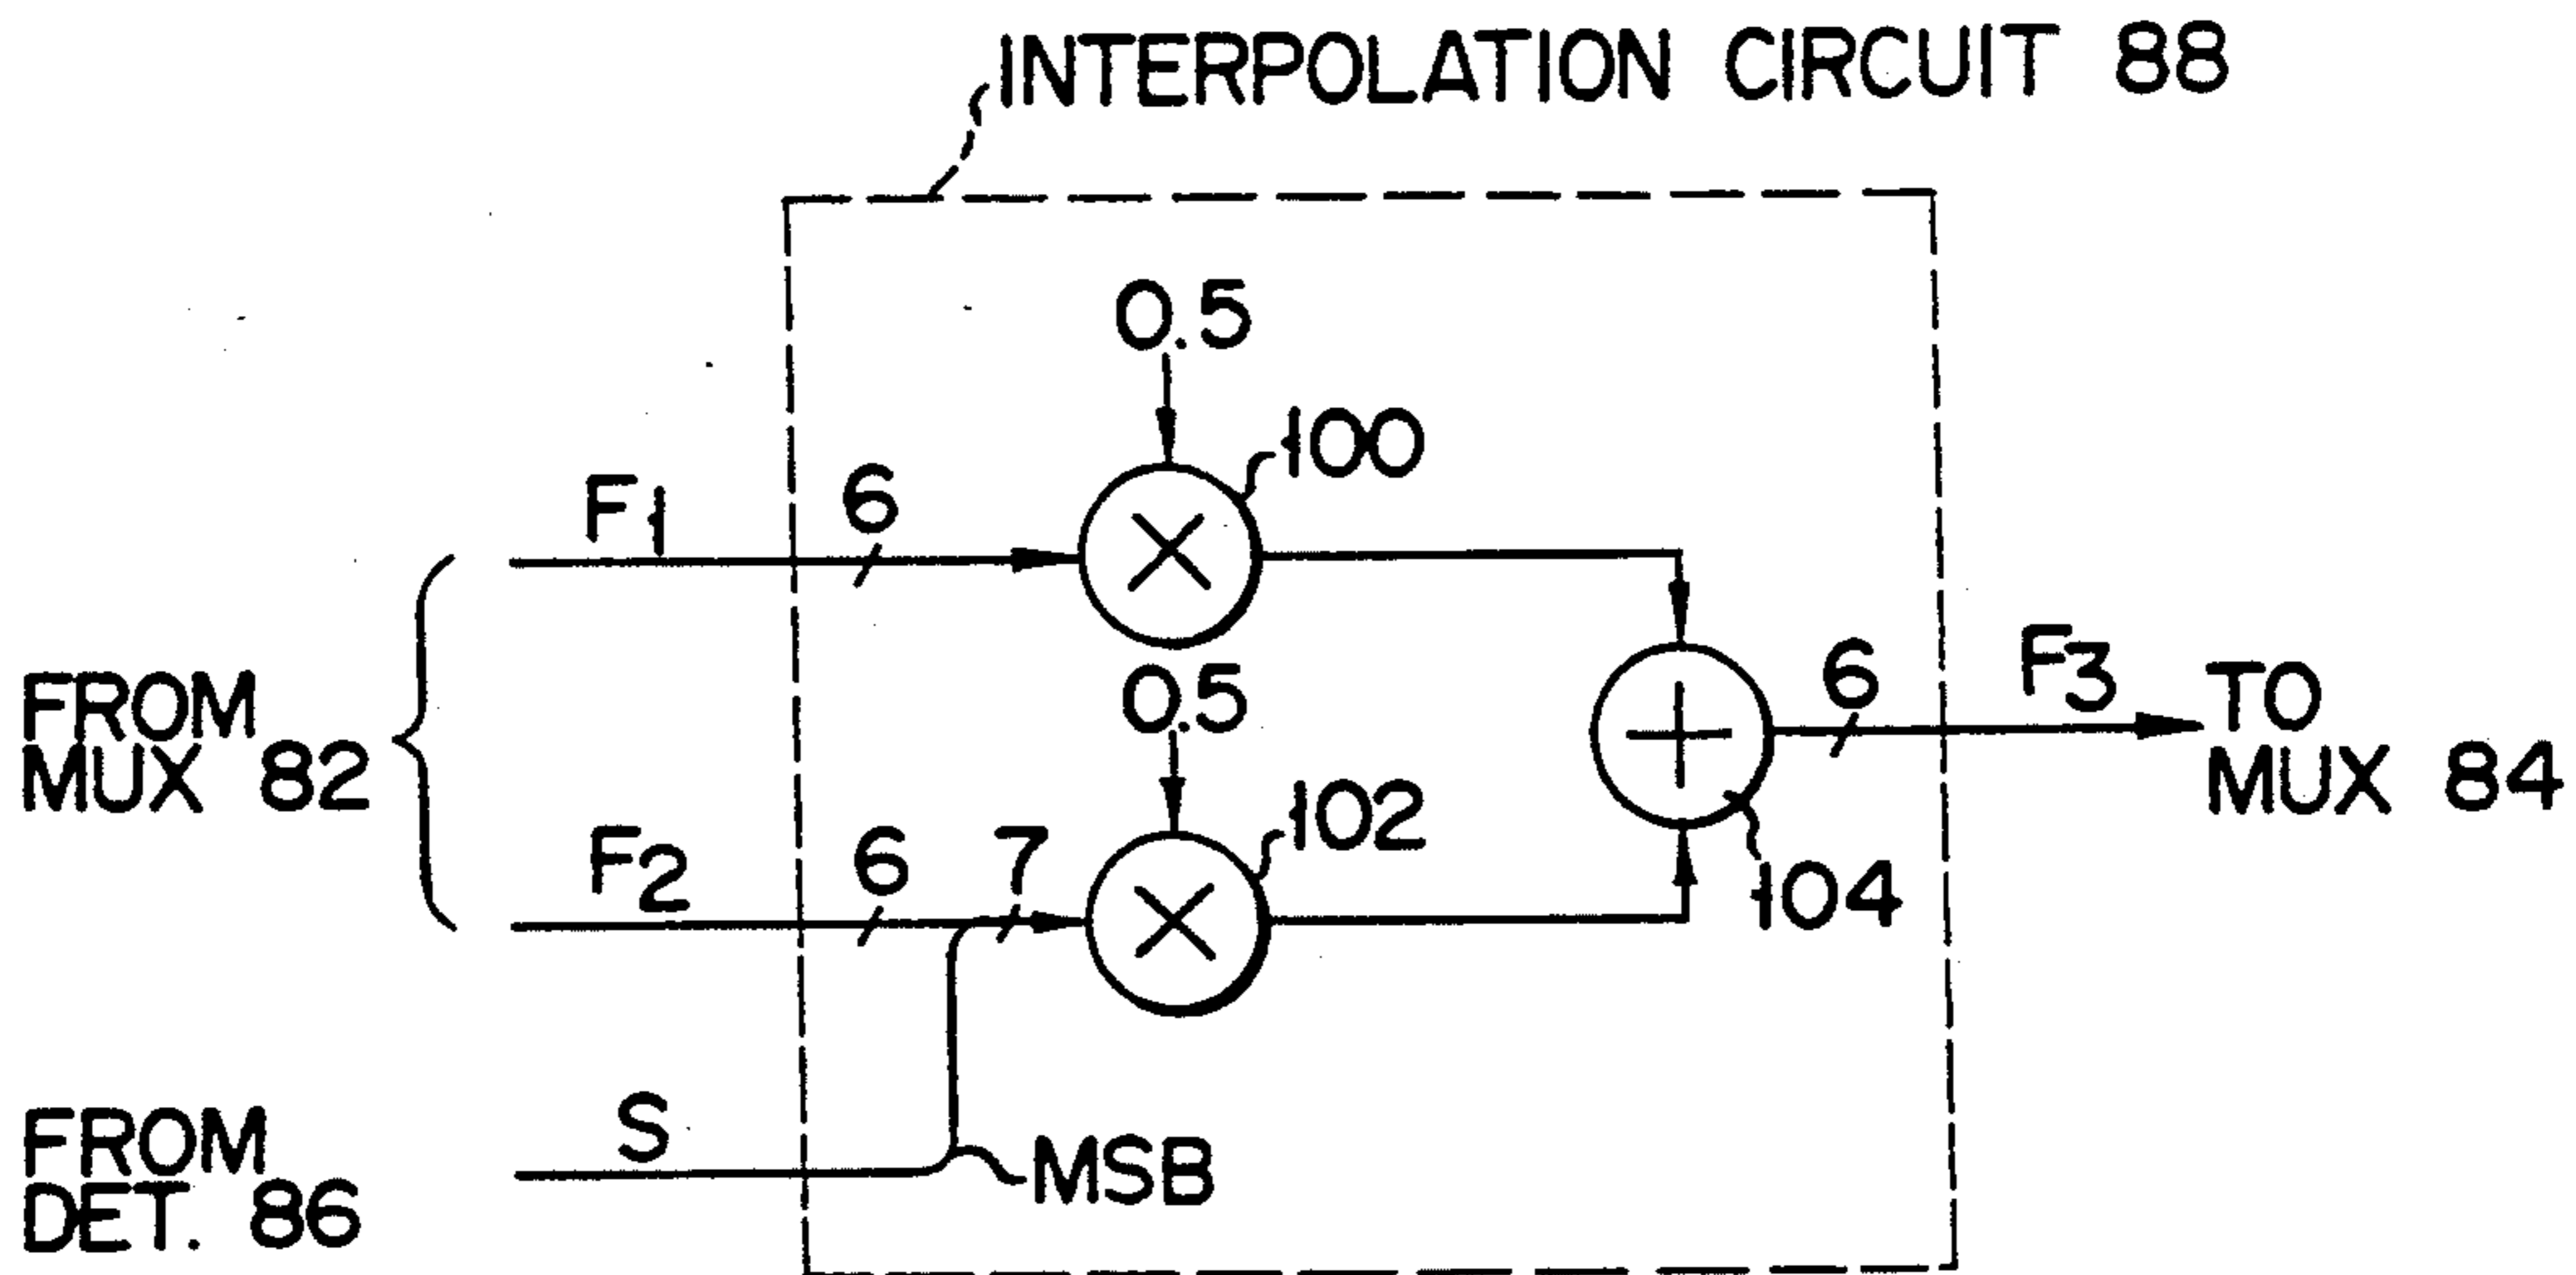 INTERPOLATION CIRCUIT 88
0.5
100
F1
6
0.5
FROM
MUX 82
6
F3
TO
MUX 84
F2
6
7
102
104
S
MSB
FROM
DET. 86